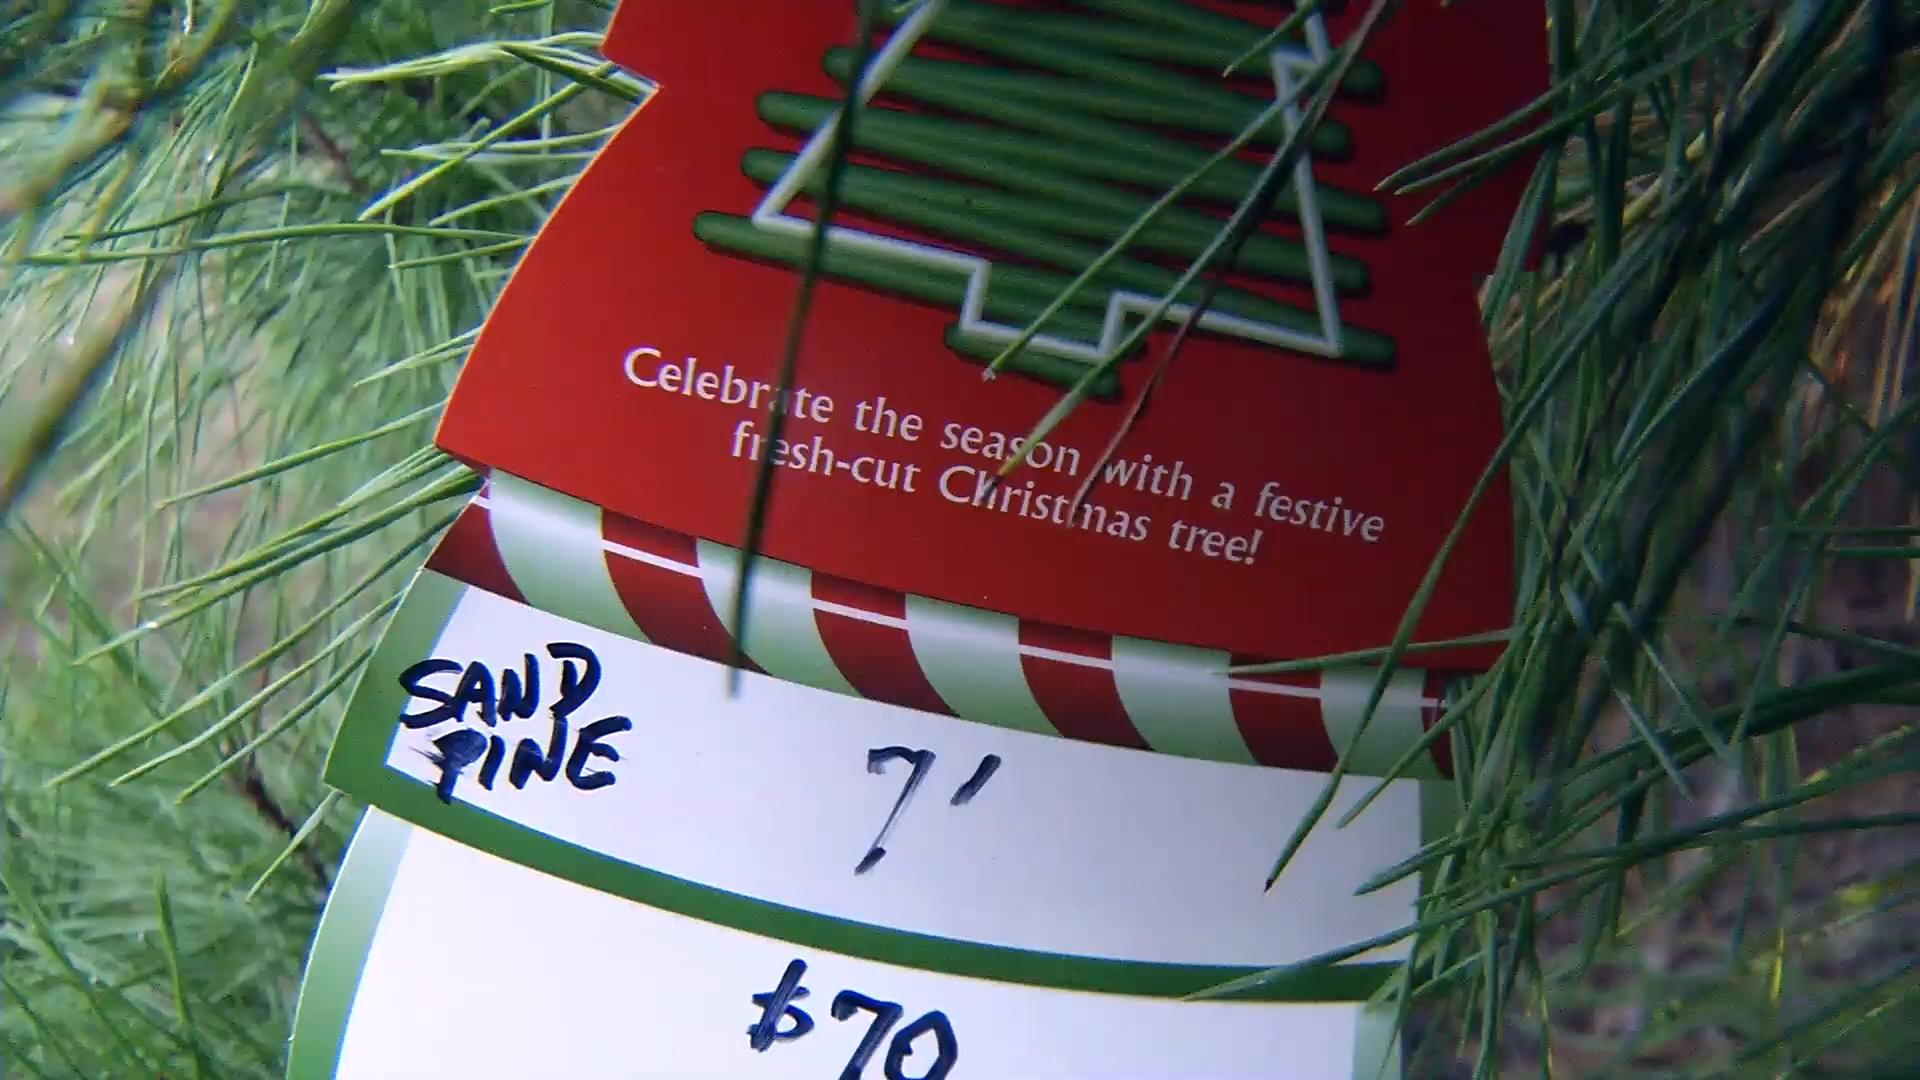 Celebrate the season with a festive
fresh-cut Christmas tree!
SAND
PINE
7'
$70